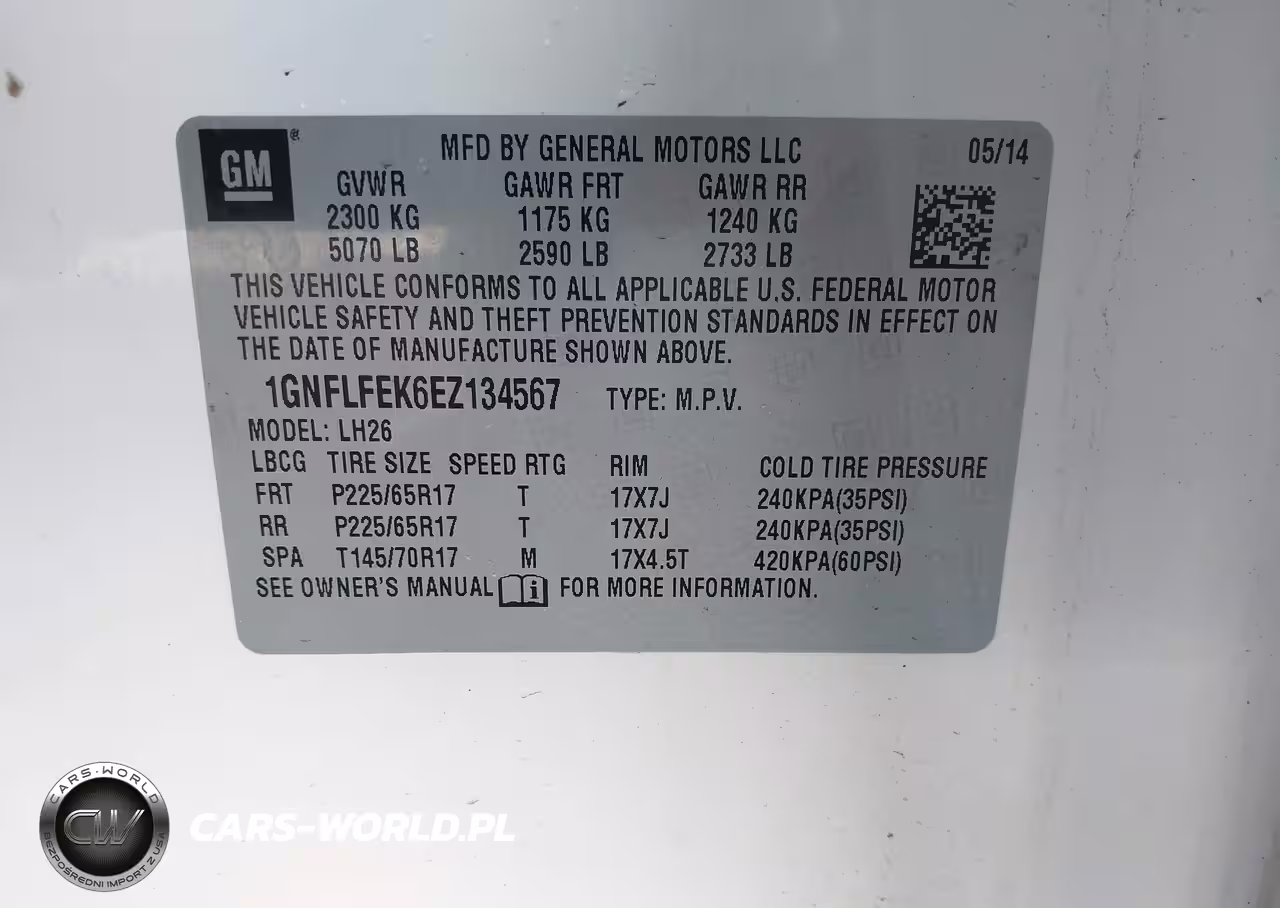 GM
®
MFD BY GENERAL MOTORS LLC 05/14
GVWR GAWR FRT GAWR RR
2300 KG 1175 KG 1240 KG
5070 LB 2590 LB 2733 LB
THIS VEHICLE CONFORMS TO ALL APPLICABLE U.S. FEDERAL MOTOR
VEHICLE SAFETY AND THEFT PREVENTION STANDARDS IN EFFECT ON
THE DATE OF MANUFACTURE SHOWN ABOVE.
1GNFLFEK6EZ134567 TYPE: M.P.V.
MODEL: LH26
LBCG TIRE SIZE SPEED RTG RIM COLD TIRE PRESSURE
FRT P225/65R17 T 17X7J 240KPA(35PSI)
RR P225/65R17 T 17X7J 240KPA(35PSI)
SPA T145/70R17 M 17X4.5T 420KPA(60PSI)
SEE OWNER'S MANUAL i FOR MORE INFORMATION.
CARS-WORLD
CW
BEZPOŚREDNI IMPORT Z USA
CARS-WORLD.PL